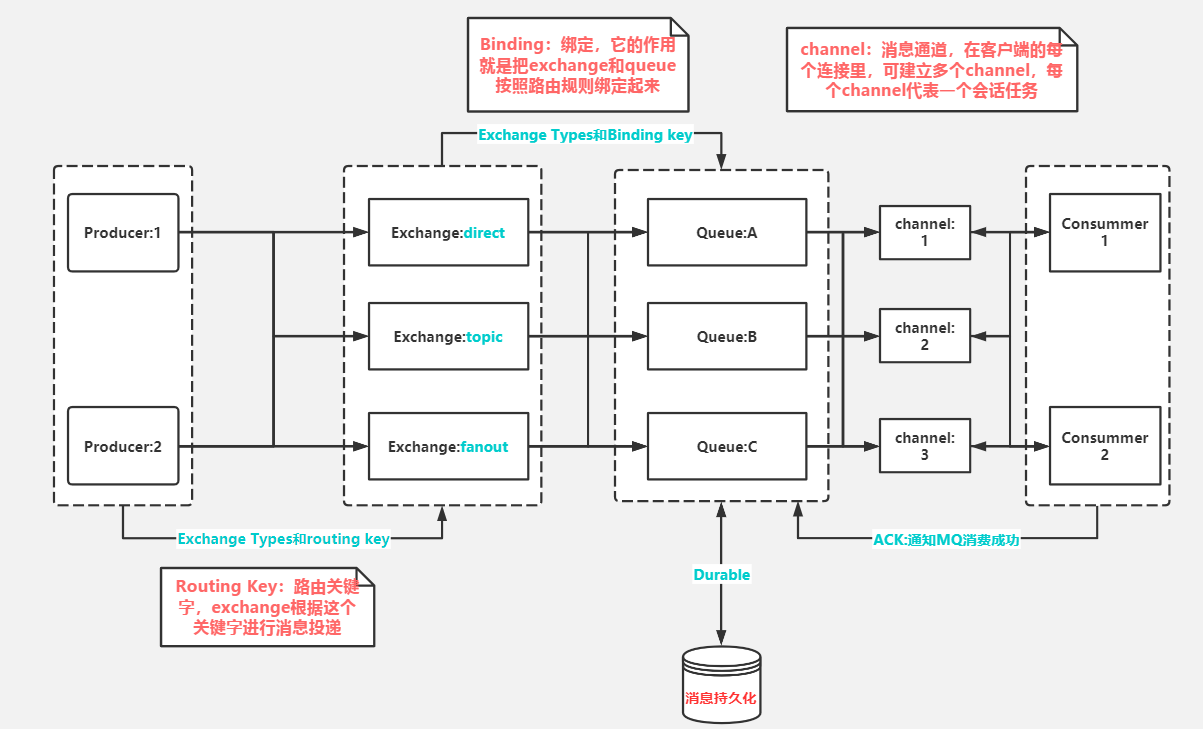 Binding：绑定，它的作用
就是把exchange和queue
按照路由规则绑定起来
channel：消息通道，在客户端的每
个连接里，可建立多个channel，每
个channel代表一个会话任务
Exchange Types和Binding key
Producer:1
Exchange:direct
Queue:A
channel:
1
Consummer
1
Exchange:topic
Queue:B
channel:
2
Producer:2
Exchange:fanout
Queue:C
channel:
3
Consummer
2
Exchange Types和routing key
ACK:通知MQ消费成功
Durable
Routing Key：路由关键
字，exchange根据这个
关键字进行消息投递
消息持久化